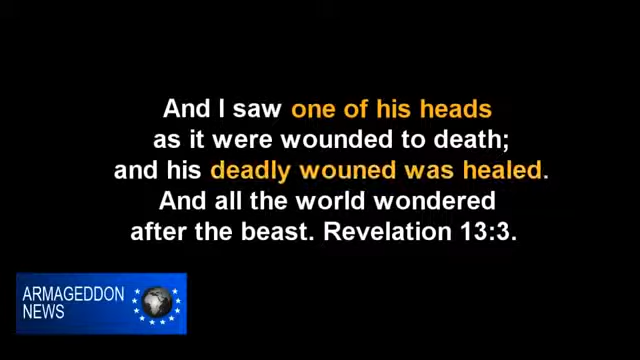 And I saw one of his heads
as it were wounded to death;
and his deadly wouned was healed.
And all the world wondered
after the beast. Revelation 13:3.
ARMAGEDDON
NEWS